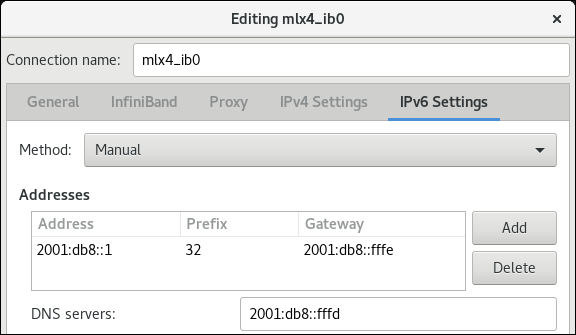 Editing mlx4_ib0
Connection name: mlx4_ib0
General InfiniBand Proxy IPv4 Settings IPv6 Settings
Method: Manual
Addresses
Address Prefix Gateway
2001:db8::1 32 2001:db8::fffe
Add
Delete
DNS servers: 2001:db8::fffd